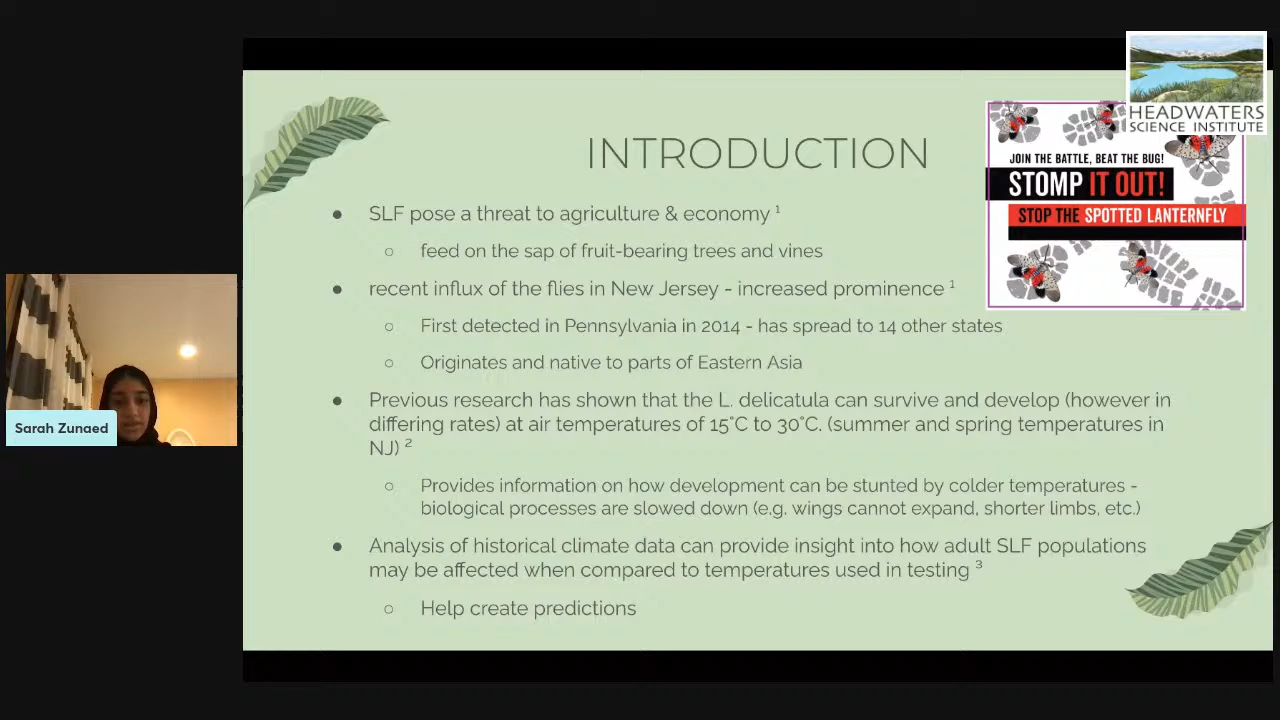 HEADWATERS
SCIENCE INSTITUTE
INTRODUCTION
JOIN THE BATTLE, BEAT THE BUG!
STOMP IT OUT!
STOP THE SPOTTED LANTERNFLY
● SLF pose a threat to agriculture & economy ¹
○ feed on the sap of fruit-bearing trees and vines
● recent influx of the flies in New Jersey - increased prominence ¹
○ First detected in Pennsylvania in 2014 - has spread to 14 other states
○ Originates and native to parts of Eastern Asia
● Previous research has shown that the L. delicatula can survive and develop (however in
differing rates) at air temperatures of 15°C to 30°C. (summer and spring temperatures in
NJ) ²
○ Provides information on how development can be stunted by colder temperatures -
biological processes are slowed down (e.g. wings cannot expand, shorter limbs, etc.)
● Analysis of historical climate data can provide insight into how adult SLF populations
may be affected when compared to temperatures used in testing ³
○ Help create predictions
Sarah Zunaed